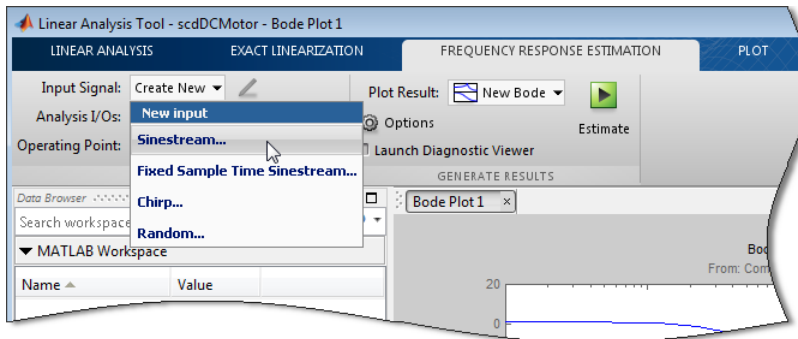 Linear Analysis Tool - scdDCMotor - Bode Plot 1
LINEAR ANALYSIS
EXACT LINEARIZATION
FREQUENCY RESPONSE ESTIMATION
PLOT
Input Signal:
Create New
Analysis I/Os:
Operating Point:
New input
Sinestream...
Fixed Sample Time Sinestream...
Chirp...
Random...
Plot Result:
New Bode
Options
Launch Diagnostic Viewer
Estimate
GENERATE RESULTS
Data Browser
Search workspace
MATLAB Workspace
Name
Value
Bode Plot 1
Bo
From: Com
20
0